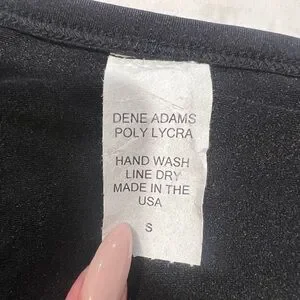 DENE ADAMS
POLY LYCRA
HAND WASH
LINE DRY
MADE IN THE
USA
S